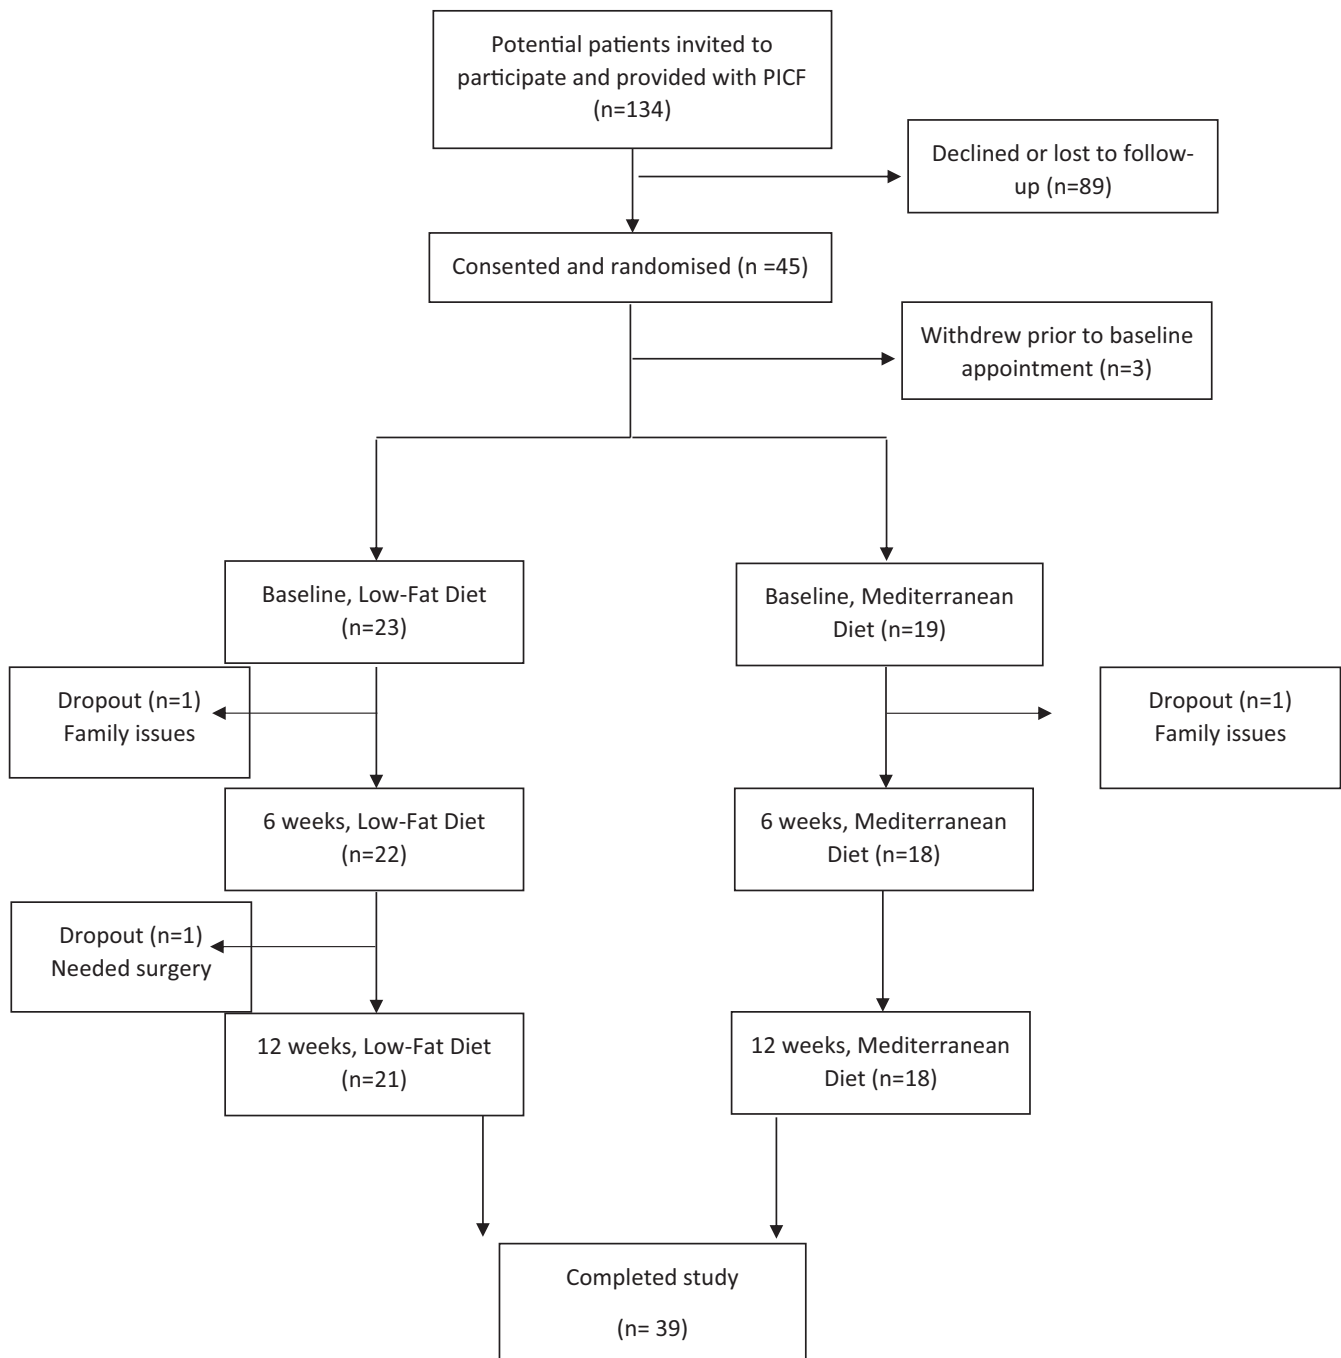 Potential patients invited to
participate and provided with PICF
(n=134)
Declined or lost to follow-
up (n=89)
Consented and randomised (n =45)
Withdrew prior to baseline
appointment (n=3)
Baseline, Low-Fat Diet
(n=23)
Baseline, Mediterranean
Diet (n=19)
Dropout (n=1)
Family issues
Dropout (n=1)
Family issues
6 weeks, Low-Fat Diet
(n=22)
6 weeks, Mediterranean
Diet (n=18)
Dropout (n=1)
Needed surgery
12 weeks, Low-Fat Diet
(n=21)
12 weeks, Mediterranean
Diet (n=18)
Completed study
(n= 39)